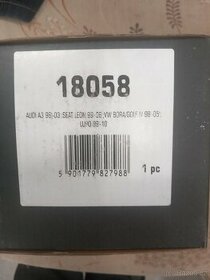 18058
AUDI A3 96-03; SEAT LEON 99-06; VW BORA/GOLF IV 98-05;
98-10
5 901779 827988
1 pc